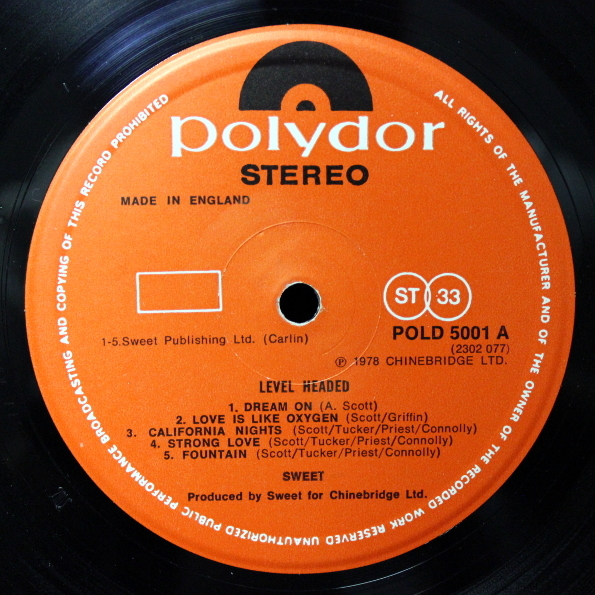 polydor
STEREO
MADE IN ENGLAND
ST 33
POLD 5001 A
(2302 077)
1-5.Sweet Publishing Ltd. (Carlin)
℗ 1978 CHINEBRIDGE LTD.
LEVEL HEADED
1. DREAM ON (A. Scott)
2. LOVE IS LIKE OXYGEN (Scott/Griffin)
3. CALIFORNIA NIGHTS (Scott/Tucker/Priest/Connolly)
4. STRONG LOVE (Scott/Tucker/Priest/Connolly)
5. FOUNTAIN (Scott/Tucker/Priest/Connolly)
SWEET
Produced by Sweet for Chinebridge Ltd.
ALL RIGHTS OF THE MANUFACTURER AND OF THE OWNER OF THE RECORDED WORK RESERVED UNAUTHORIZED PUBLIC PERFORMANCE BROADCASTING AND COPYING OF THIS RECORD PROHIBITED